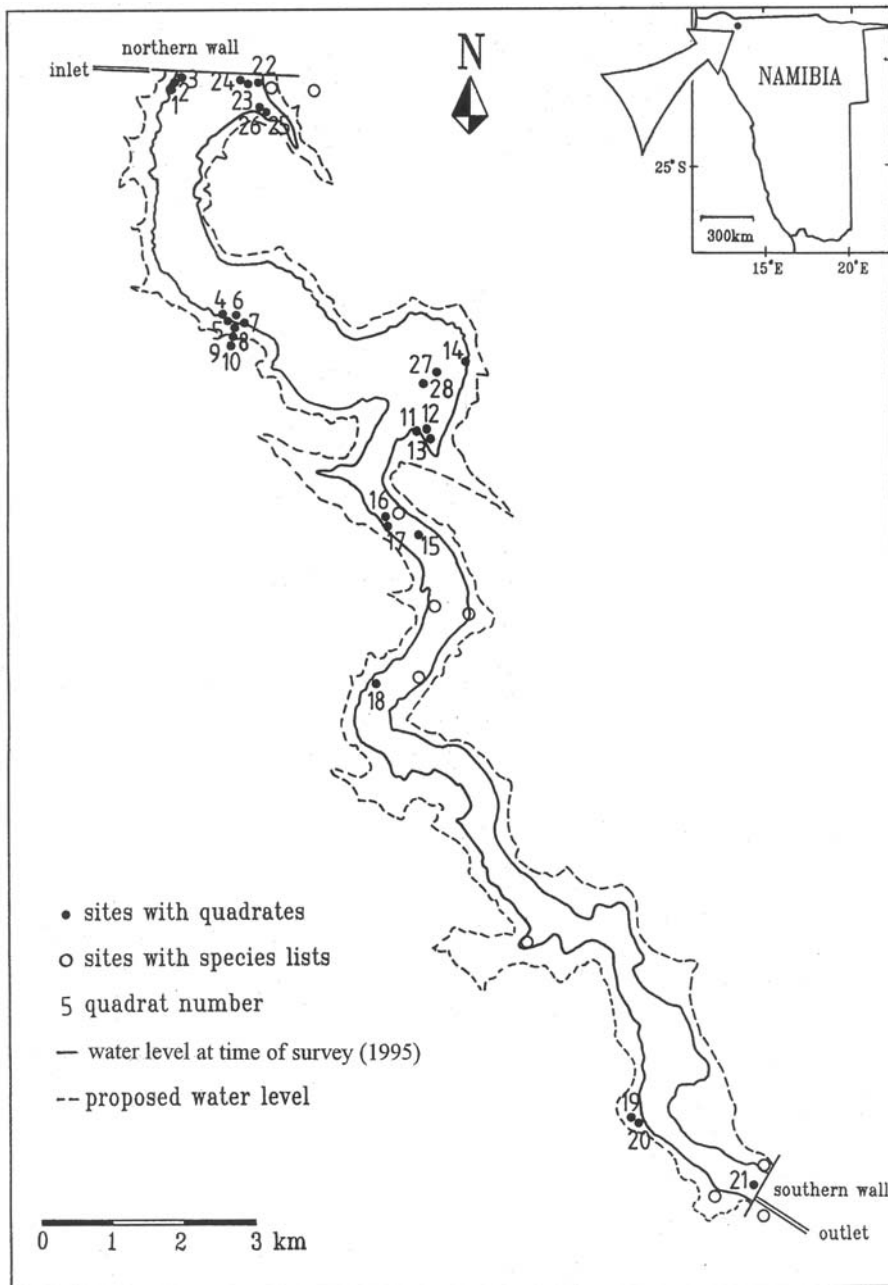 northern wall
inlet
24
22
3
2
1
23
26
25
N
NAMIBIA
25°S
300km
15°E
20°E
4
6
7
5
8
9
10
14
27
28
11
12
13
16
17
15
18
• sites with quadrates
○ sites with species lists
5 quadrat number
— water level at time of survey (1995)
-- proposed water level
19
20
21
southern wall
outlet
0 1 2 3 km